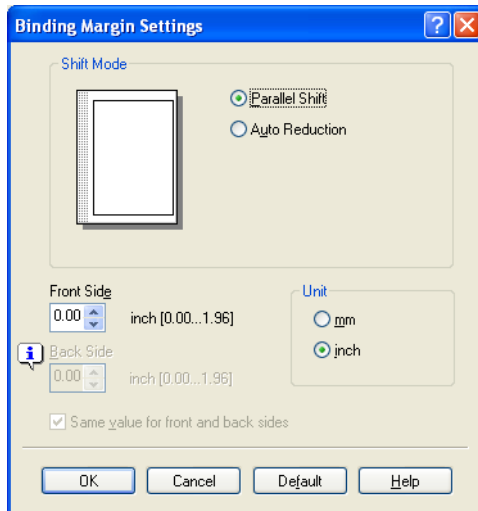 Binding Margin Settings
Shift Mode
Parallel Shift
Auto Reduction
Front Side
0.00 inch [0.00...1.96]
Back Side
0.00 inch [0.00...1.96]
Unit
mm
inch
Same value for front and back sides
OK Cancel Default Help